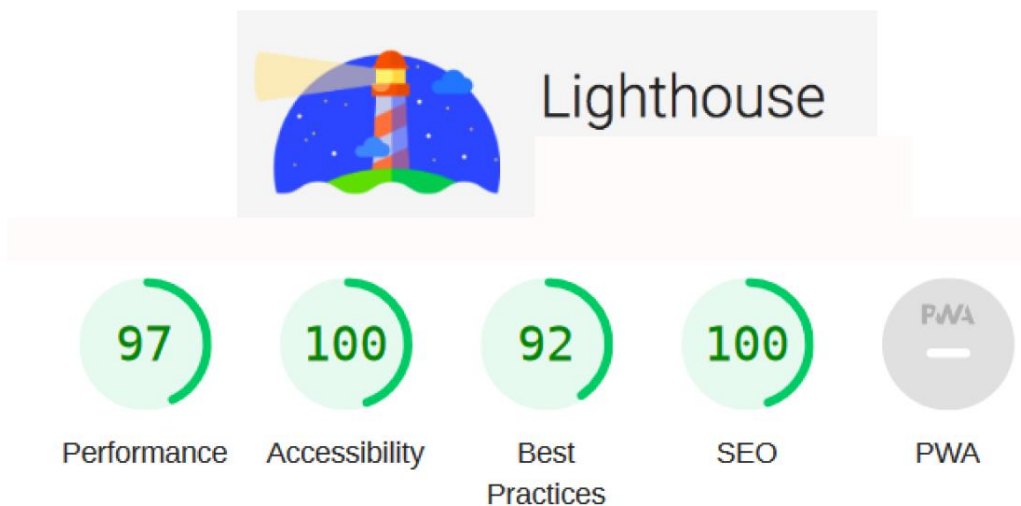 Lighthouse
97
100
92
100
PWA
Performance
Accessibility
Best
Practices
SEO
PWA